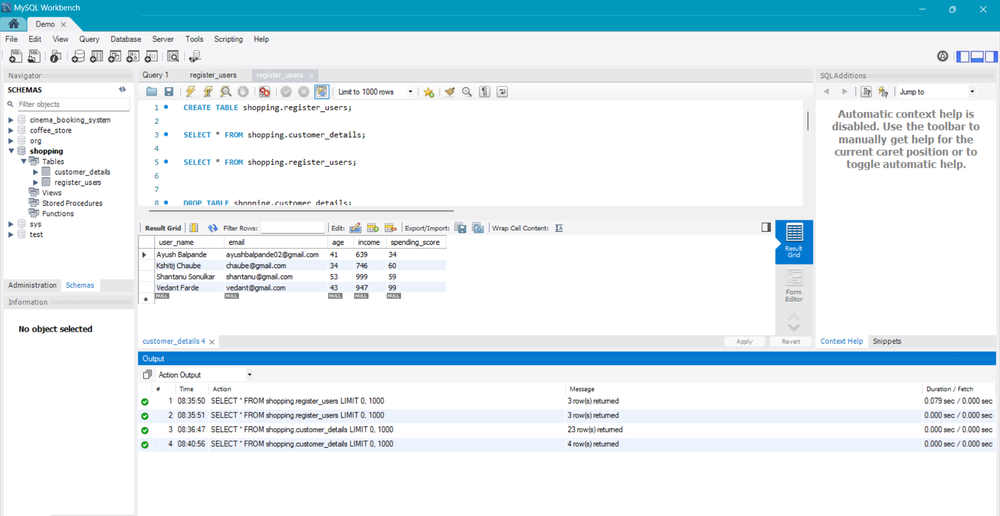 MySQL Workbench
Demo
File Edit View Query Database Server Tools Scripting Help
Navigator
SCHEMAS
Filter objects
cinema_booking_system
coffee_store
org
shopping
Tables
customer_details
register_users
Views
Stored Procedures
Functions
sys
test
Administration Schemas
Information
No object selected
Query 1 register_users register_users
Limit to 1000 rows
1 CREATE TABLE shopping.register_users;
2
3 SELECT * FROM shopping.customer_details;
4
5 SELECT * FROM shopping.register_users;
6
7
8 DROP TABLE shopping.customer_details;
Result Grid Filter Rows: Edit: Export/Import: Wrap Cell Content:
user_name email age income spending_score
Ayush Balpande ayushbalpande02@gmail.com 41 639 34
Kshitij Chaube chaube@gmail.com 34 746 60
Shantanu Sonulkar shantanu@gmail.com 53 999 59
Vedant Farde vedant@gmail.com 43 947 99
NULL NULL NULL NULL NULL
Result
Grid
Form
Editor
customer_details 4
Apply Revert
SQLAdditions
Jump to
Automatic context help is
disabled. Use the toolbar to
manually get help for the
current caret position or to
toggle automatic help.
Context Help Snippets
Output
Action Output
# Time Action Message Duration / Fetch
1 08:35:50 SELECT * FROM shopping.register_users LIMIT 0, 1000 3 row(s) returned 0.079 sec / 0.000 sec
2 08:35:51 SELECT * FROM shopping.register_users LIMIT 0, 1000 3 row(s) returned 0.000 sec / 0.000 sec
3 08:36:47 SELECT * FROM shopping.customer_details LIMIT 0, 1000 23 row(s) returned 0.000 sec / 0.000 sec
4 08:40:56 SELECT * FROM shopping.customer_details LIMIT 0, 1000 4 row(s) returned 0.000 sec / 0.000 sec